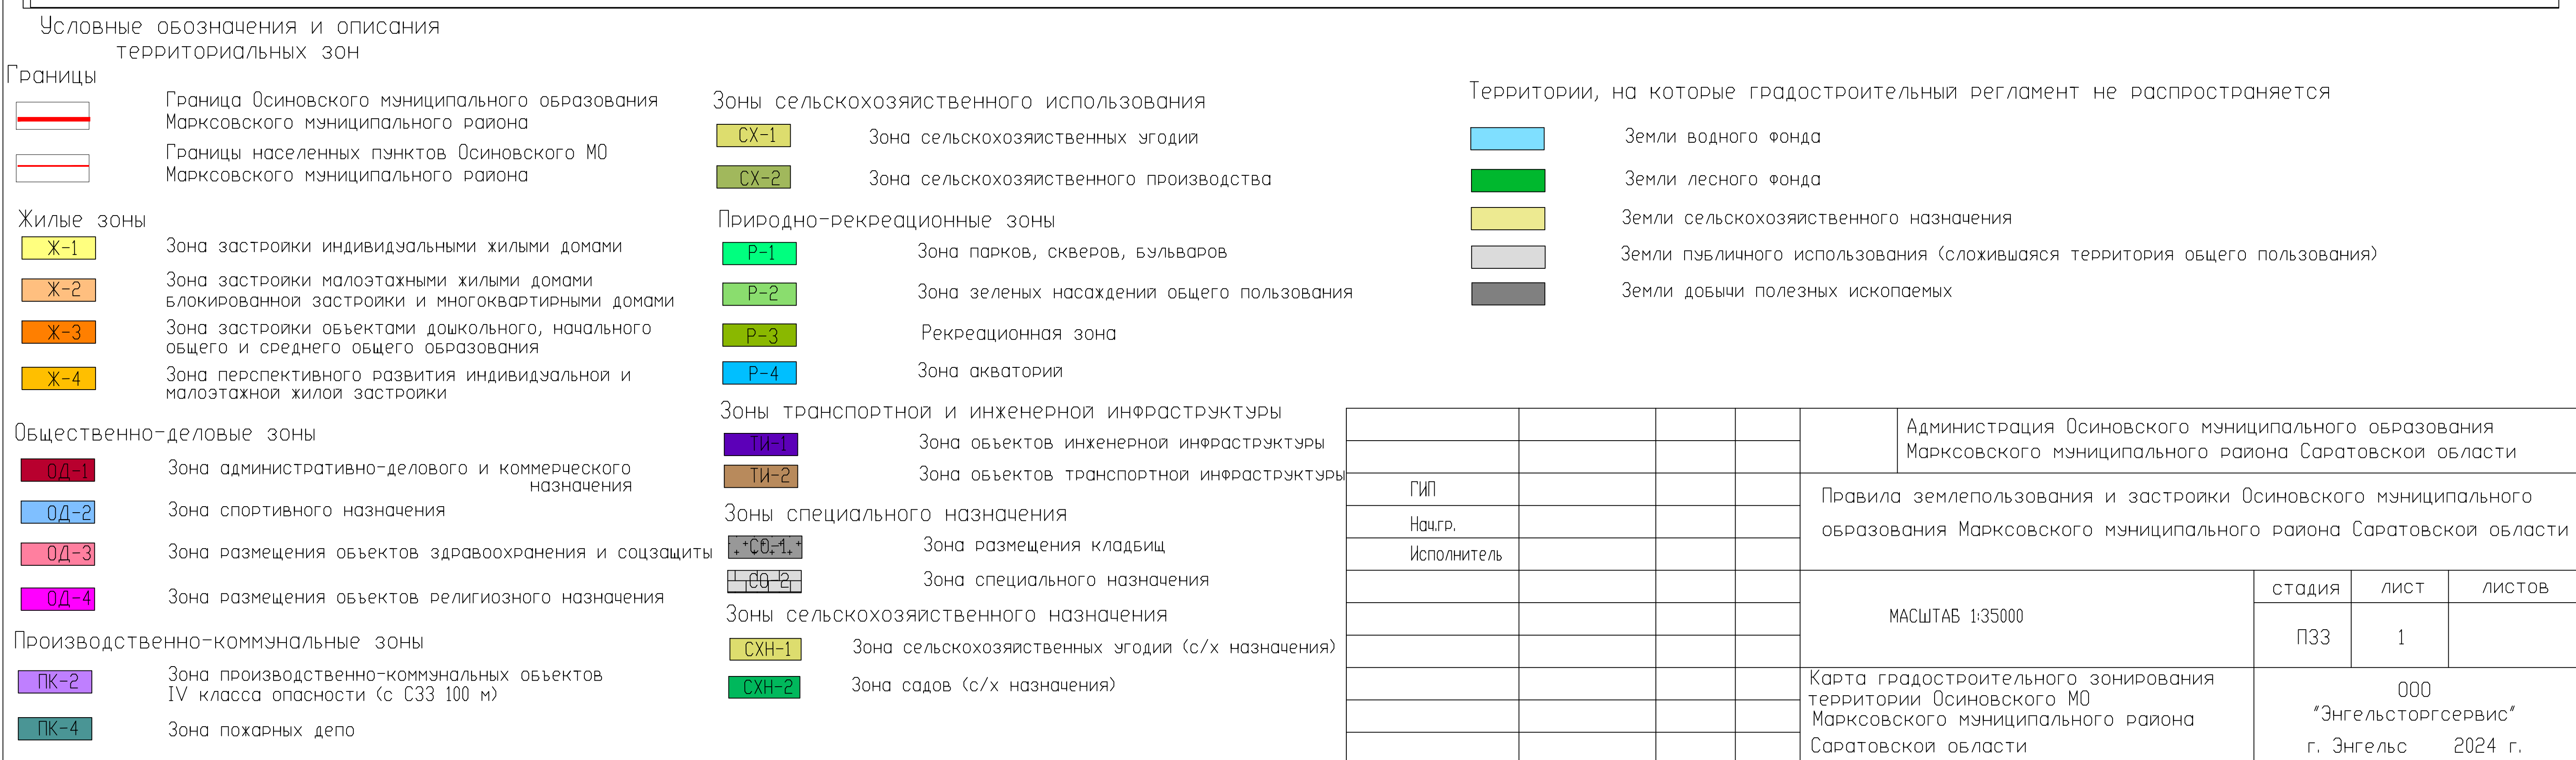 Условные обозначения и описания
территориальных зон
Границы
Граница Осиновского муниципального образования
Марксовского муниципального района
Границы населенных пунктов Осиновского МО
Марксовского муниципального района
Жилые зоны
Ж-1 Зона застройки индивидуальными жилыми домами
Ж-2 Зона застройки малоэтажными жилыми домами
блокированной застройки и многоквартирными домами
Ж-3 Зона застройки объектами дошкольного, начального
общего и среднего общего образования
Ж-4 Зона перспективного развития индивидуальной и
малоэтажной жилой застройки
Общественно-деловые зоны
ОД-1 Зона административно-делового и коммерческого
назначения
ОД-2 Зона спортивного назначения
ОД-3 Зона размещения объектов здравоохранения и соцзащиты
ОД-4 Зона размещения объектов религиозного назначения
Производственно-коммунальные зоны
ПК-2 Зона производственно-коммунальных объектов
IV класса опасности (с СЗЗ 100 м)
ПК-4 Зона пожарных депо
Зоны сельскохозяйственного использования
СХ-1 Зона сельскохозяйственных угодий
СХ-2 Зона сельскохозяйственного производства
Природно-рекреационные зоны
Р-1 Зона парков, скверов, бульваров
Р-2 Зона зеленых насаждений общего пользования
Р-3 Рекреационная зона
Р-4 Зона акваторий
Зоны транспортной и инженерной инфраструктуры
ТИ-1 Зона объектов инженерной инфраструктуры
ТИ-2 Зона объектов транспортной инфраструктуры
Зоны специального назначения
СО-1 Зона размещения кладбищ
СО-2 Зона специального назначения
Зоны сельскохозяйственного назначения
СХН-1 Зона сельскохозяйственных угодий (с/х назначения)
СХН-2 Зона садов (с/х назначения)
Территории, на которые градостроительный регламент не распространяется
Земли водного фонда
Земли лесного фонда
Земли сельскохозяйственного назначения
Земли публичного использования (сложившаяся территория общего пользования)
Земли добычи полезных ископаемых
Администрация Осиновского муниципального образования
Марксовского муниципального района Саратовской области
ГИП
Нач.гр.
Исполнитель
Правила землепользования и застройки Осиновского муниципального
образования Марксовского муниципального района Саратовской области
МАСШТАБ 1:35000
стадия лист листов
ПЗЗ 1
Карта градостроительного зонирования
территории Осиновского МО
Марксовского муниципального района
Саратовской области
ООО
"Энгельсторгсервис"
г. Энгельс 2024 г.